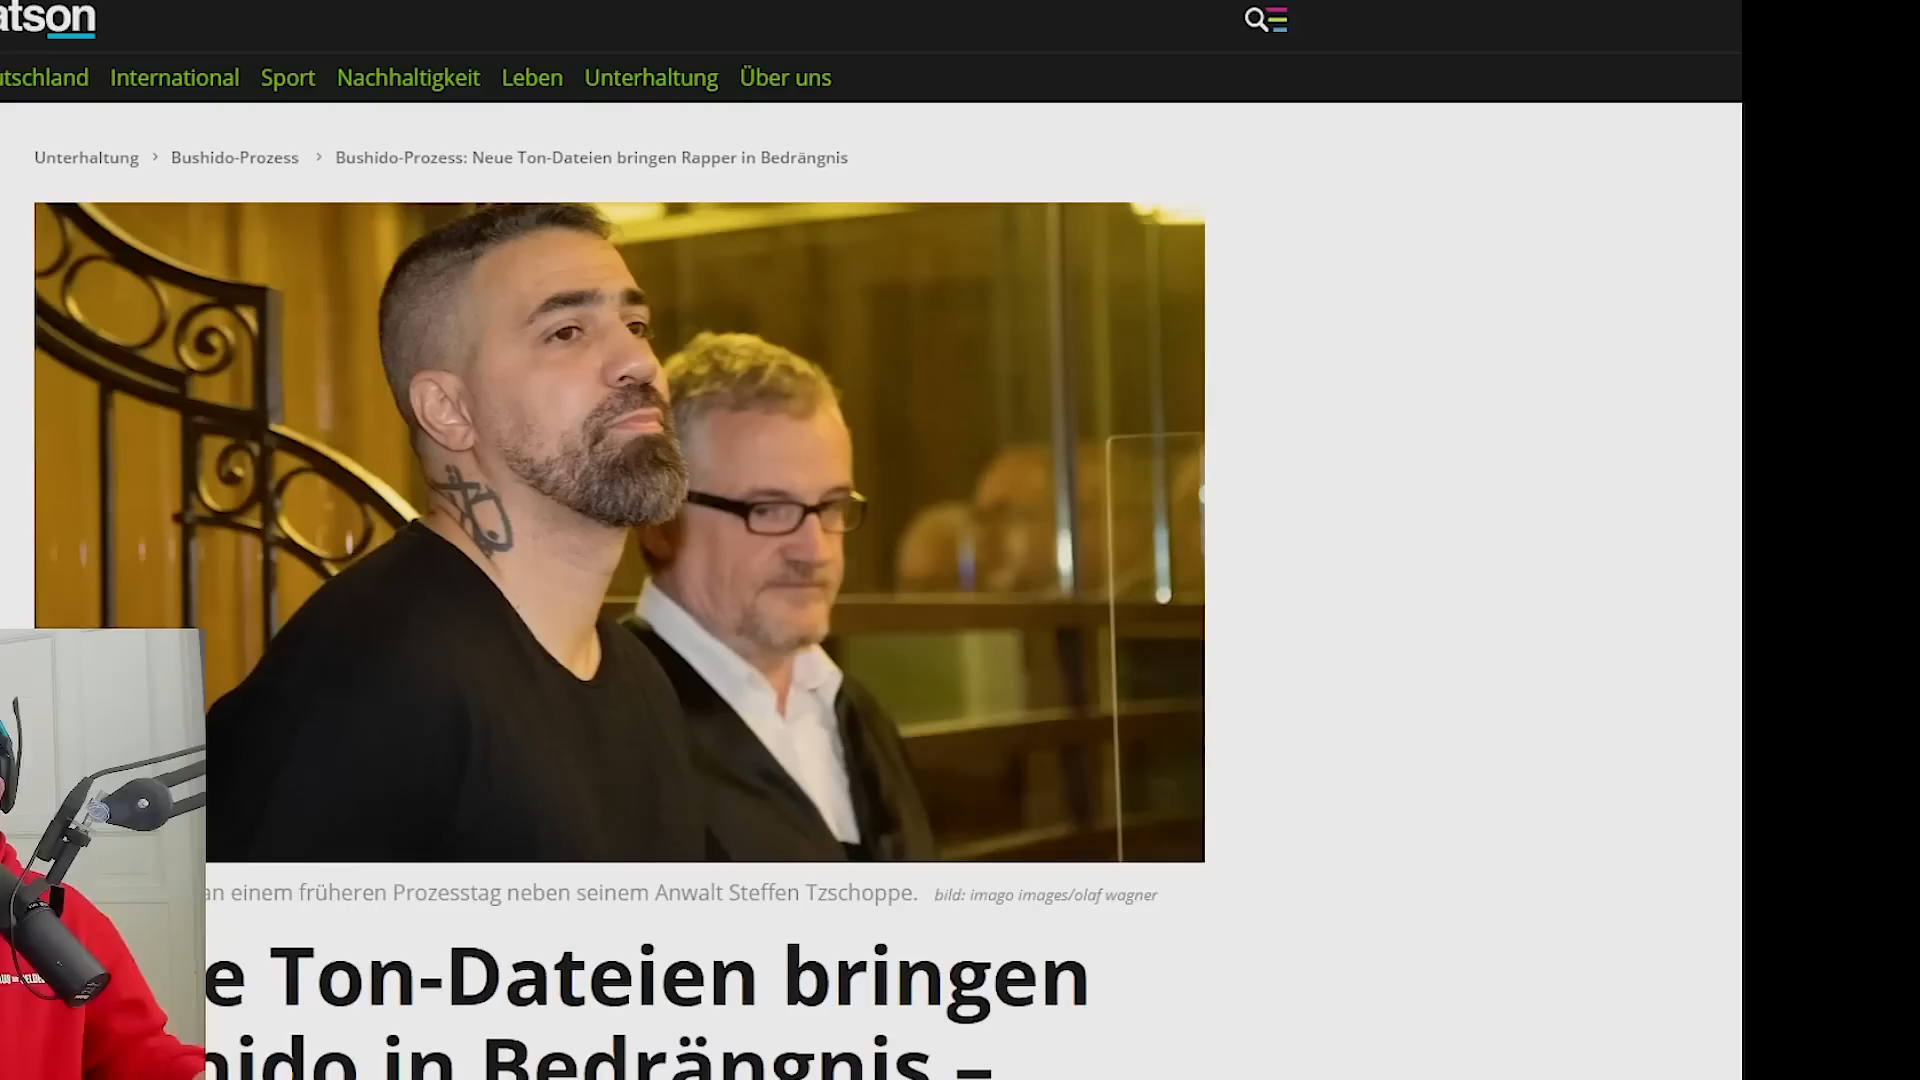 atson
utschland International Sport Nachhaltigkeit Leben Unterhaltung Über uns
Unterhaltung > Bushido-Prozess > Bushido-Prozess: Neue Ton-Dateien bringen Rapper in Bedrängnis
an einem früheren Prozesstag neben seinem Anwalt Steffen Tzschoppe. bild: imago images/olaf wagner
e Ton-Dateien bringen
hido in Bedrängnis –